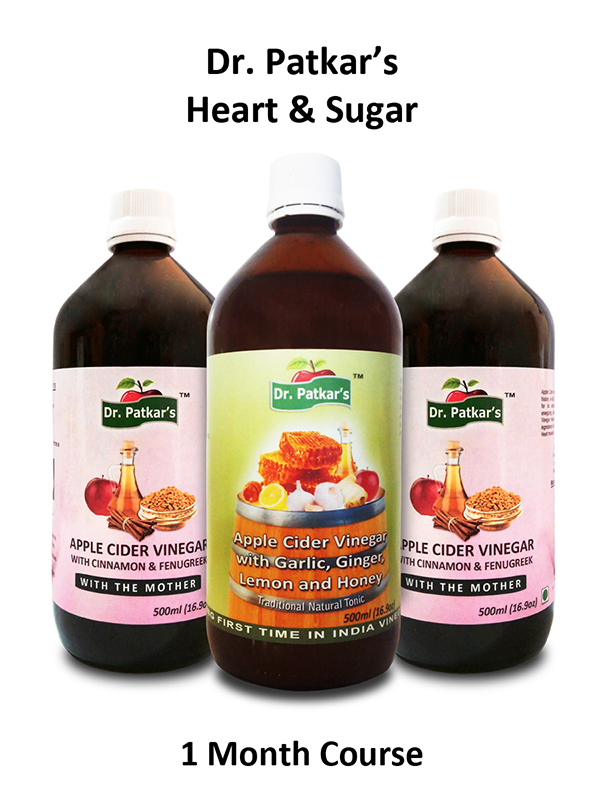 Dr. Patkar's
Heart & Sugar
Dr. Patkar's TM
APPLE CIDER VINEGAR
WITH CINNAMON & FENUGREEK
WITH THE MOTHER
500ml (16.9o
Dr. Patkar's TM
Apple Cider Vinegar
with Garlic, Ginger,
Lemon and Honey
Traditional Natural Tonic
500ml (16.9oz)
FIRST TIME IN INDIA
Dr. Patkar's TM
APPLE CIDER VINEGAR
WITH CINNAMON & FENUGREEK
WITH THE MOTHER
500ml (16.9oz)
1 Month Course